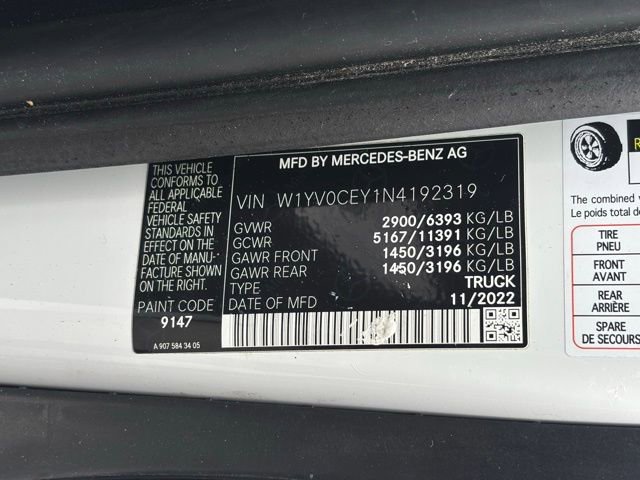 THIS VEHICLE
CONFORMS TO
ALL APPLICABLE
FEDERAL
VEHICLE SAFETY
STANDARDS IN
EFFECT ON THE
DATE OF MANU-
FACTURE SHOWN
ON THE RIGHT.
PAINT CODE
9147
A 907 584 34 05
MFD BY MERCEDES-BENZ AG
VIN W1YV0CEY1N4192319
GVWR 2900/6393 KG/LB
GCWR 5167/11391 KG/LB
GAWR FRONT 1450/3196 KG/LB
GAWR REAR 1450/3196 KG/LB
TYPE TRUCK
DATE OF MFD 11/2022
The combined w
Le poids total d
TIRE
PNEU
FRONT
AVANT
REAR
ARRIÈRE
SPARE
DE SECOURS